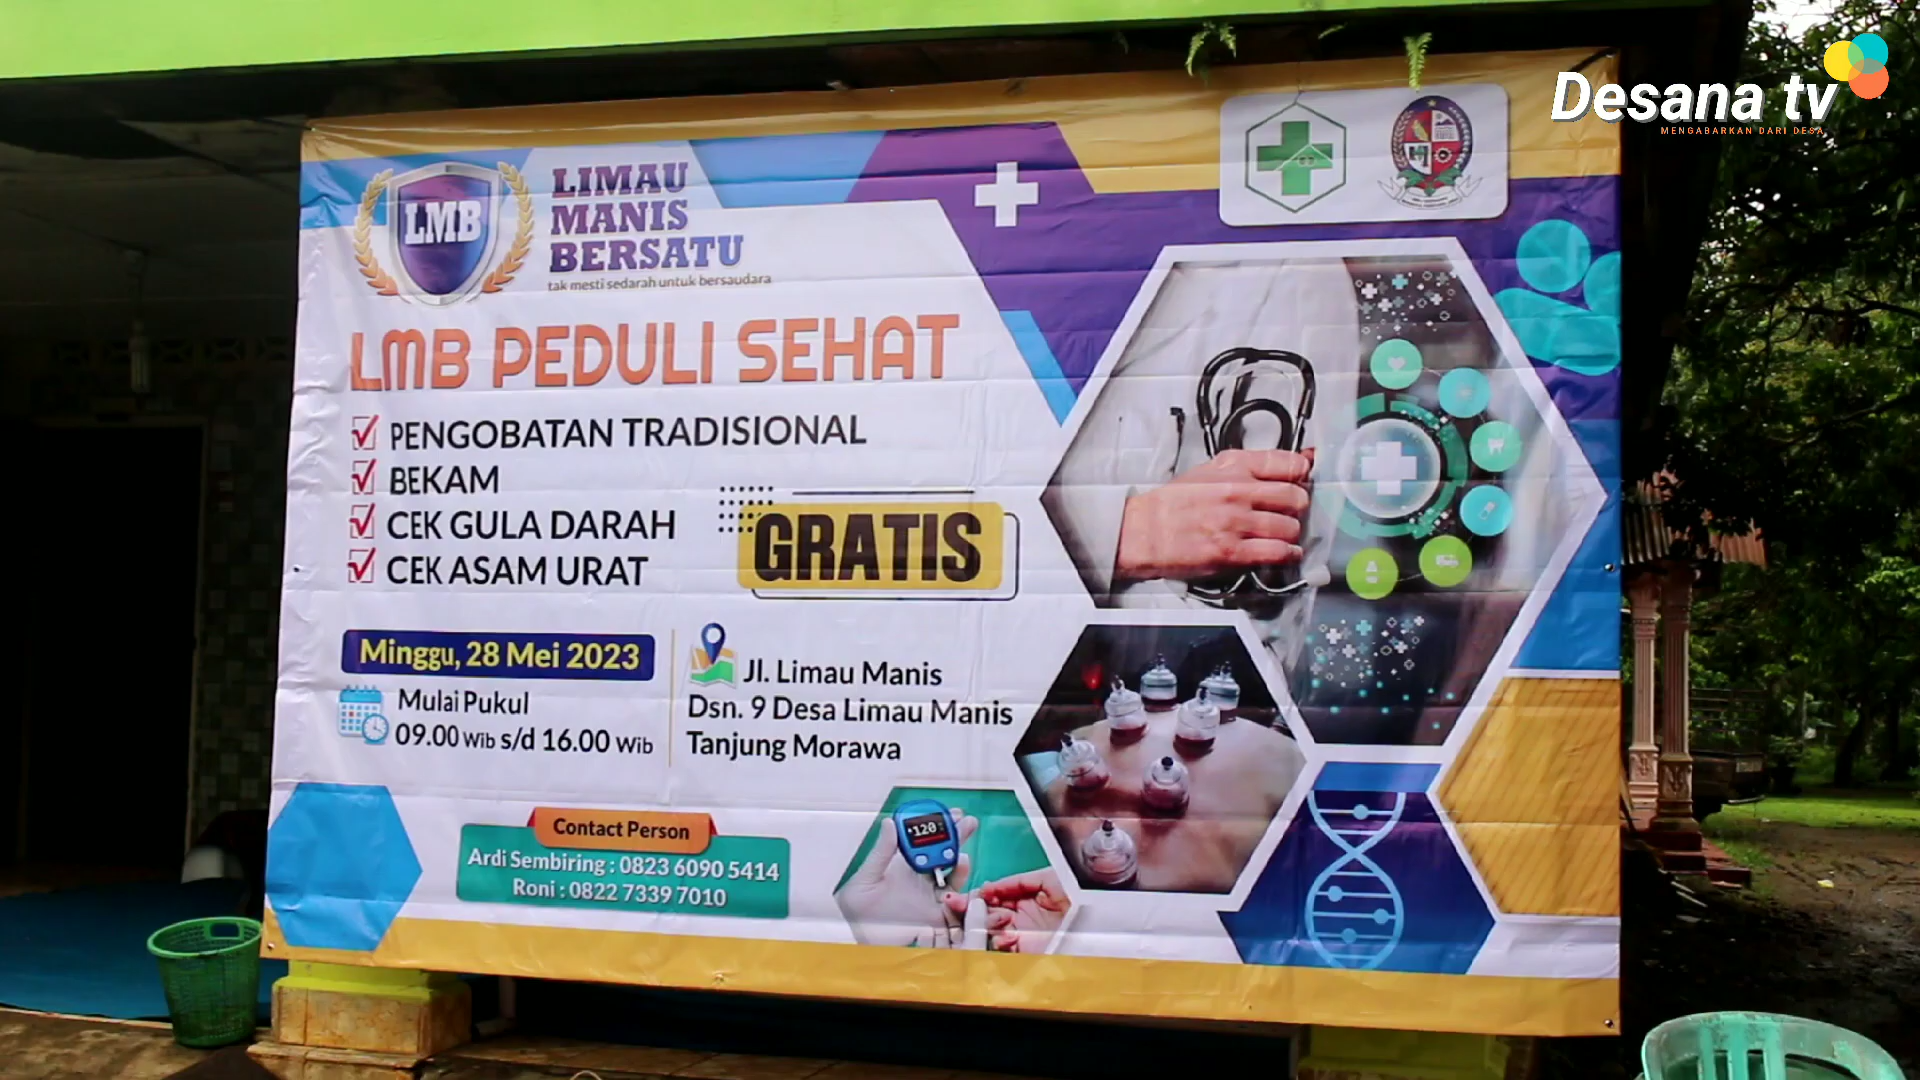 Desana tv
MENGABARKAN DARI DESA
LMB
LIMAU
MANIS
BERSATU
tak mesti sedarah untuk bersaudara
LMB PEDULI SEHAT
PENGOBATAN TRADISIONAL
BEKAM
CEK GULA DARAH
CEK ASAM URAT
GRATIS
Minggu, 28 Mei 2023
Mulai Pukul
09.00 Wib s/d 16.00 Wib
Jl. Limau Manis
Dsn. 9 Desa Limau Manis
Tanjung Morawa
Contact Person
Ardi Sembiring : 0823 6090 5414
Roni : 0822 7339 7010
120